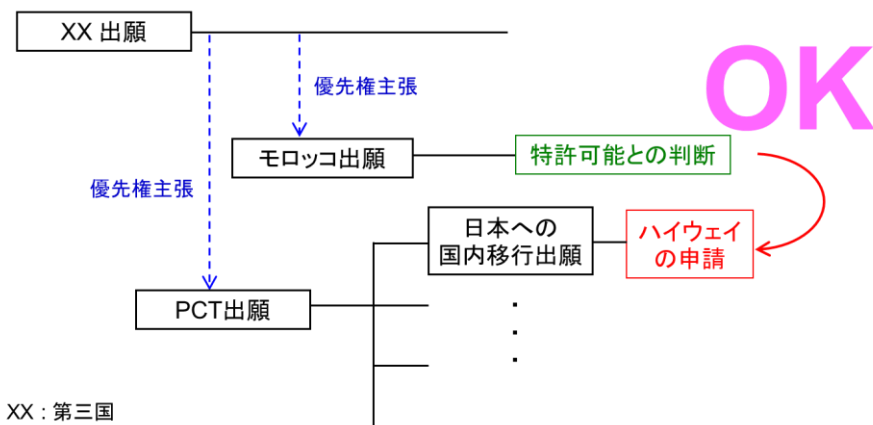 XX 出願
OK
優先権主張
モロッコ出願
特許可能との判断
優先権主張
日本への
国内移行出願
ハイウェイ
の申請
PCT出願
XX : 第三国